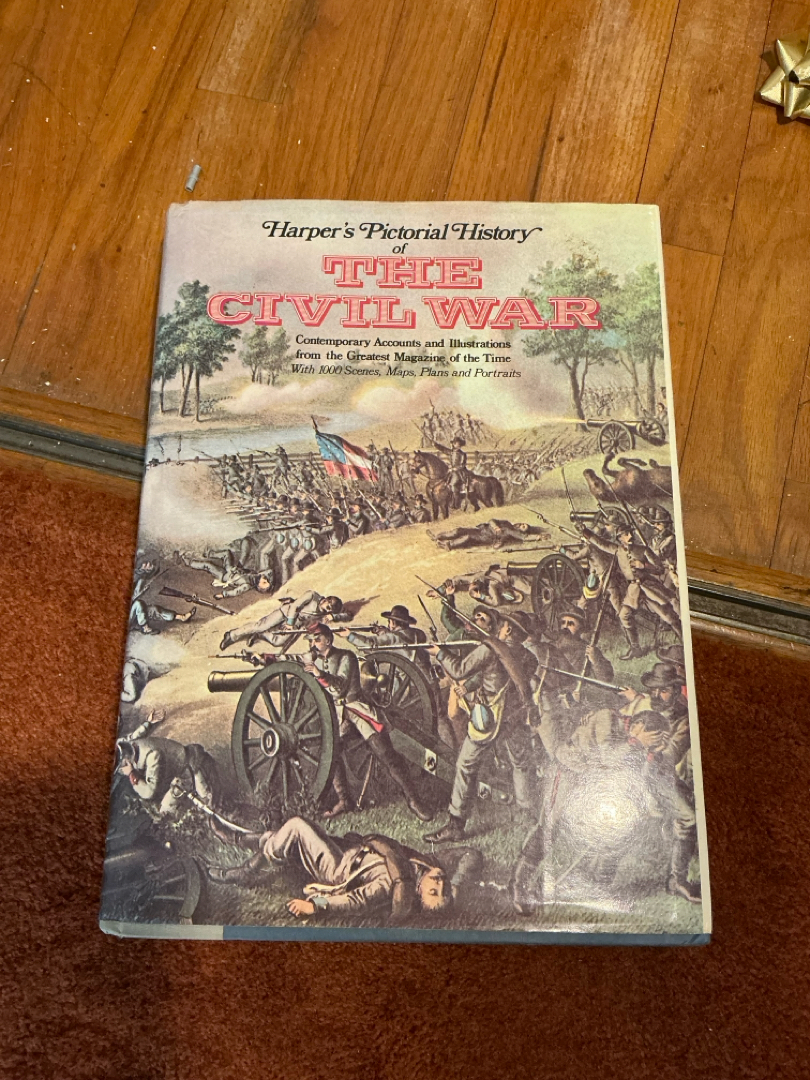 Harper's Pictorial History
of
THE
CIVIL WAR
Contemporary Accounts and Illustrations
from the Greatest Magazine of the Time
With 1000 Scenes, Maps, Plans and Portraits